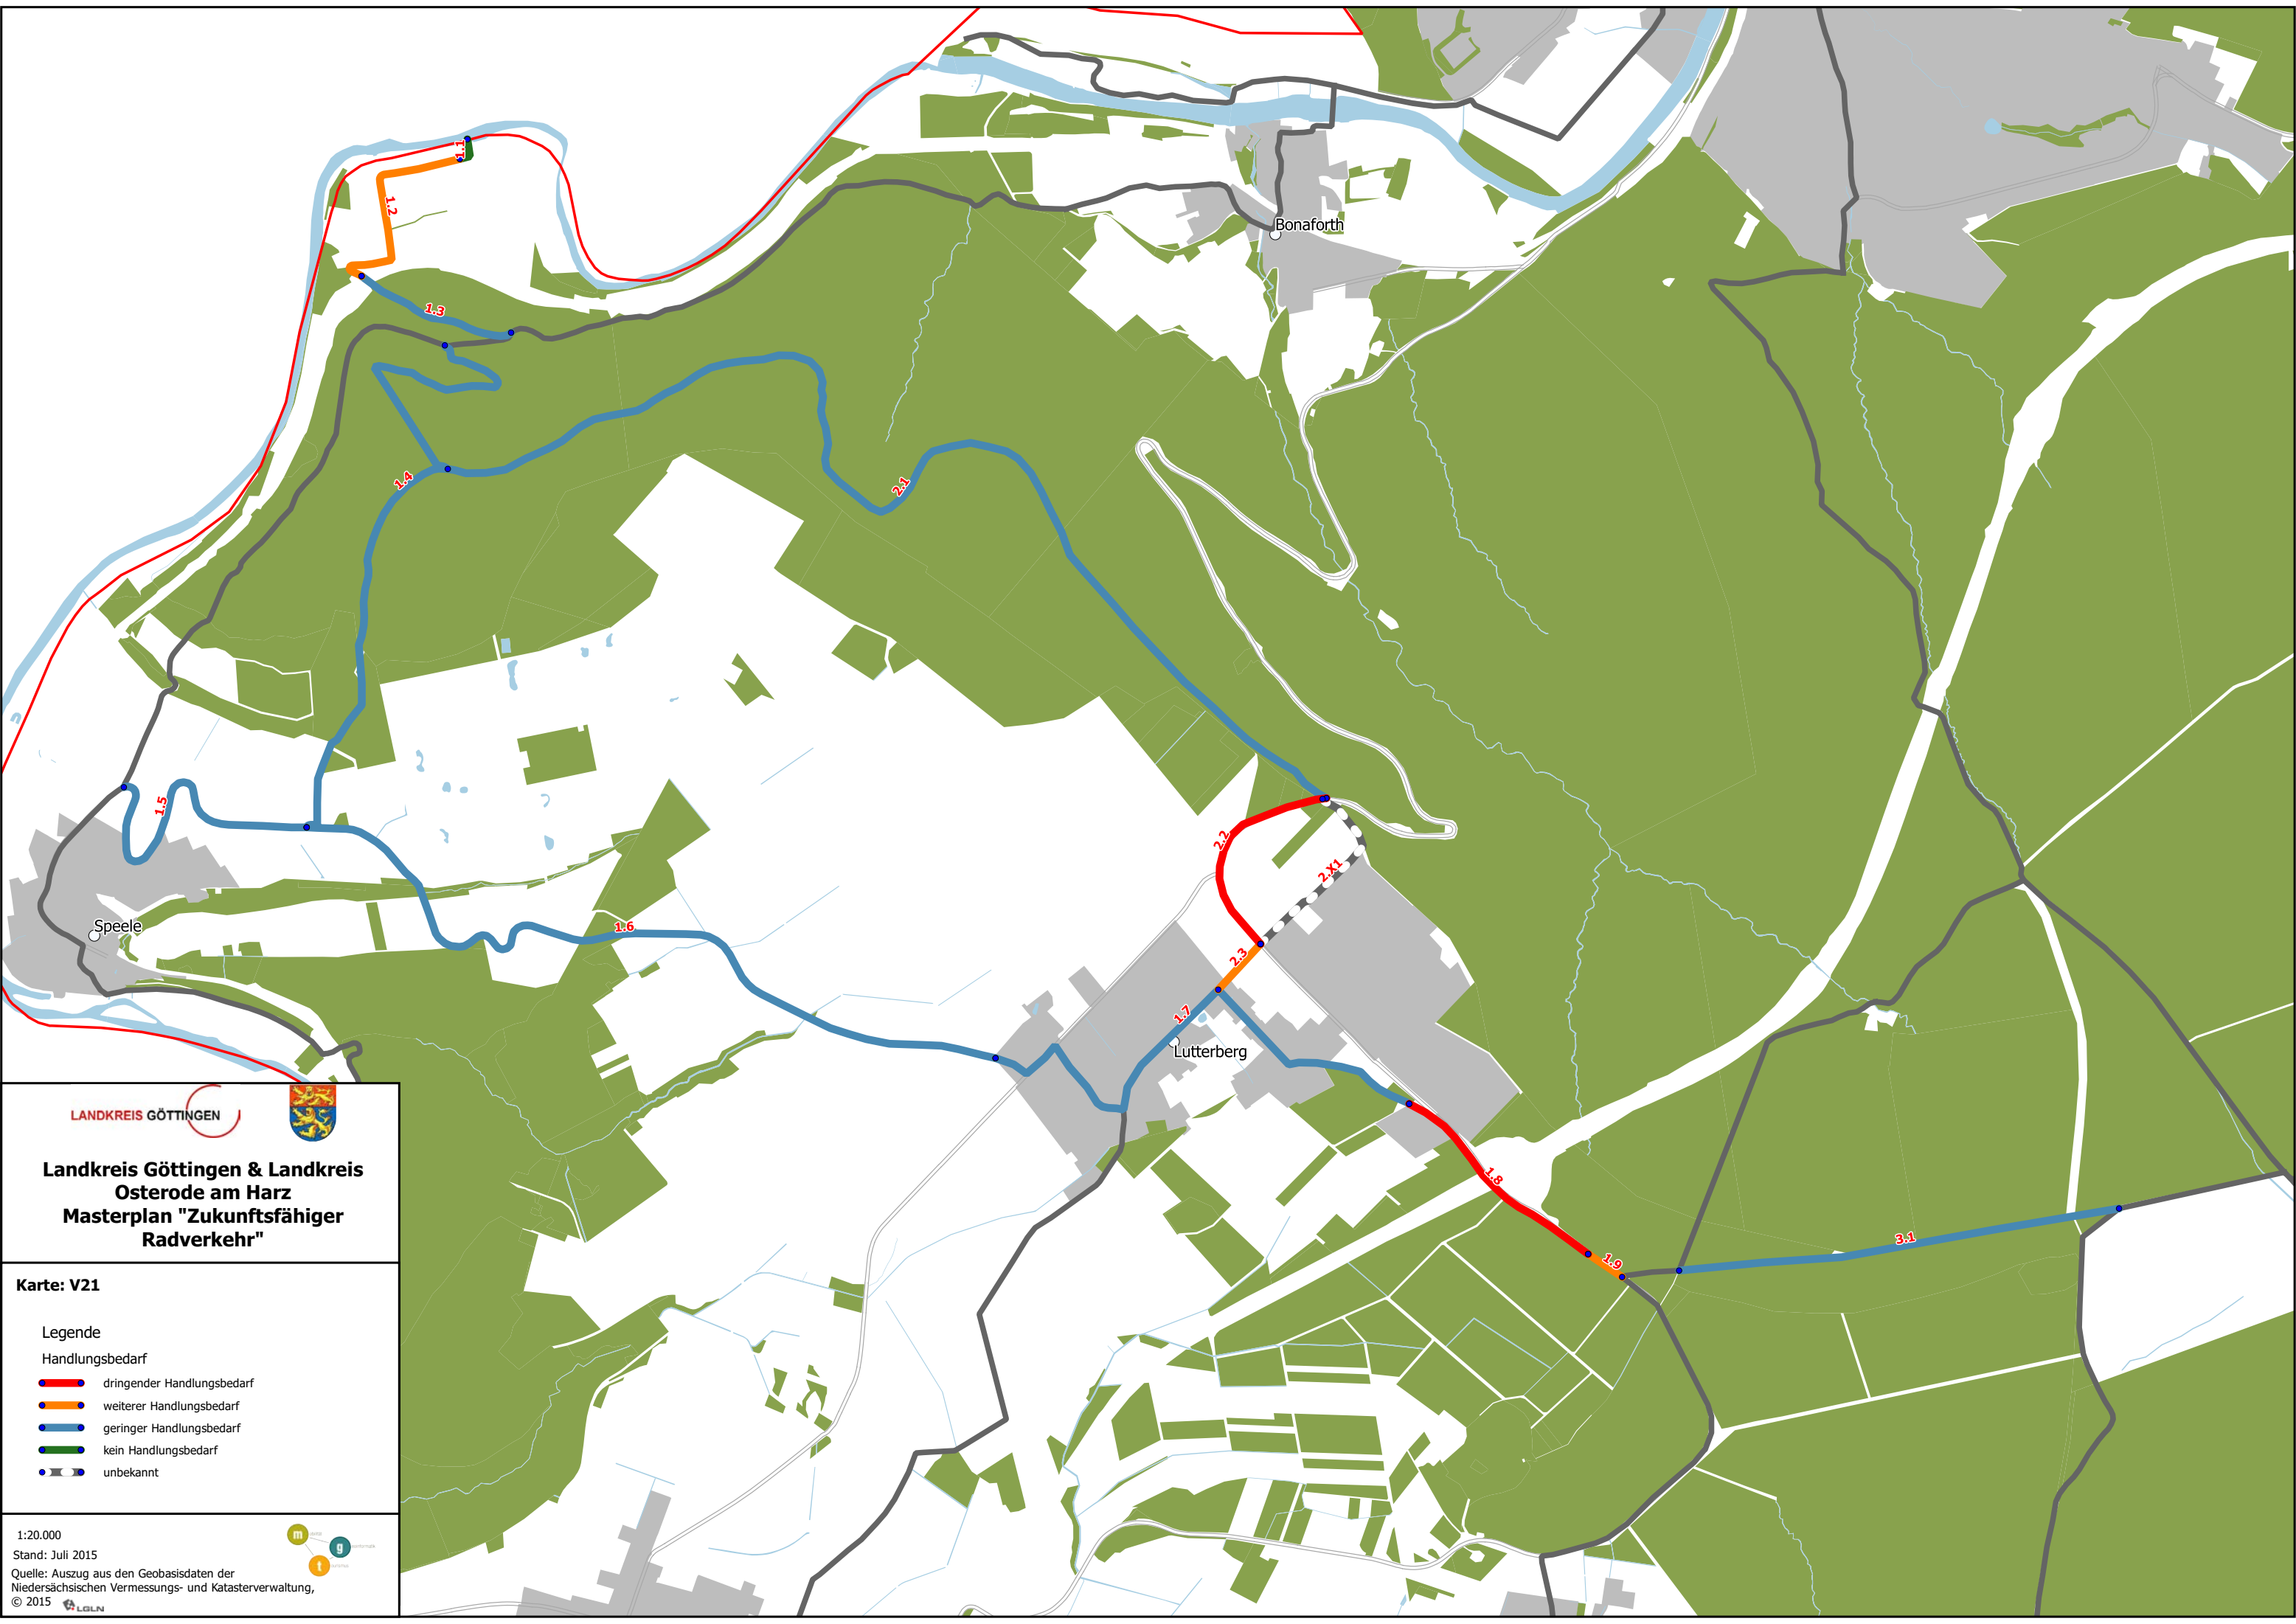 1.1
1.2
Bonaforth
1.3
1.4
2.1
1.5
2.2
2.X1
Speele
1.6
2.3
1.7
Lutterberg
1.8
3.1
1.9
LANDKREIS GÖTTINGEN
Landkreis Göttingen & Landkreis
Osterode am Harz
Masterplan "Zukunftsfähiger
Radverkehr"
Karte: V21
Legende
Handlungsbedarf
dringender Handlungsbedarf
weiterer Handlungsbedarf
geringer Handlungsbedarf
kein Handlungsbedarf
unbekannt
1:20.000
Stand: Juli 2015
Quelle: Auszug aus den Geobasisdaten der
Niedersächsischen Vermessungs- und Katasterverwaltung,
© 2015 LGLN
m
g
t